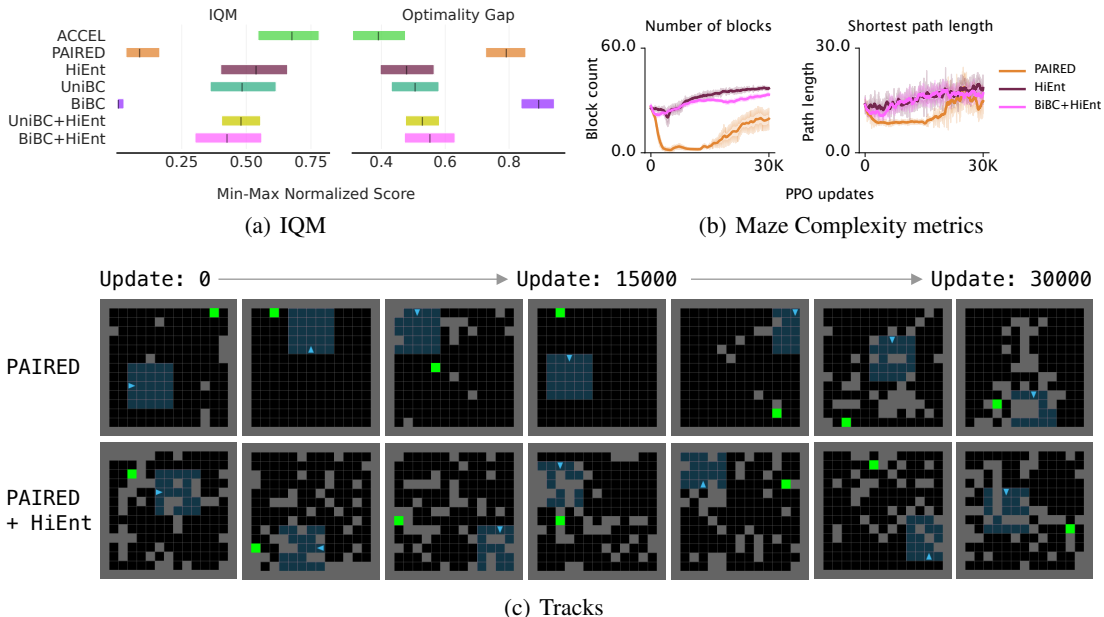 IQM
Optimality Gap
ACCEL
PAIRED
HiEnt
UniBC
BiBC
UniBC+HiEnt
BiBC+HiEnt
0.25 0.50 0.75 0.4 0.6 0.8
Min-Max Normalized Score
(a) IQM
Number of blocks
Shortest path length
60.0
Block count
0.0
0 30K
30.0
Path length
0.0
0 30K
PAIRED
HiEnt
BiBC+HiEnt
PPO updates
(b) Maze Complexity metrics
Update: 0 Update: 15000 Update: 30000
PAIRED
PAIRED
+ HiEnt
(c) Tracks